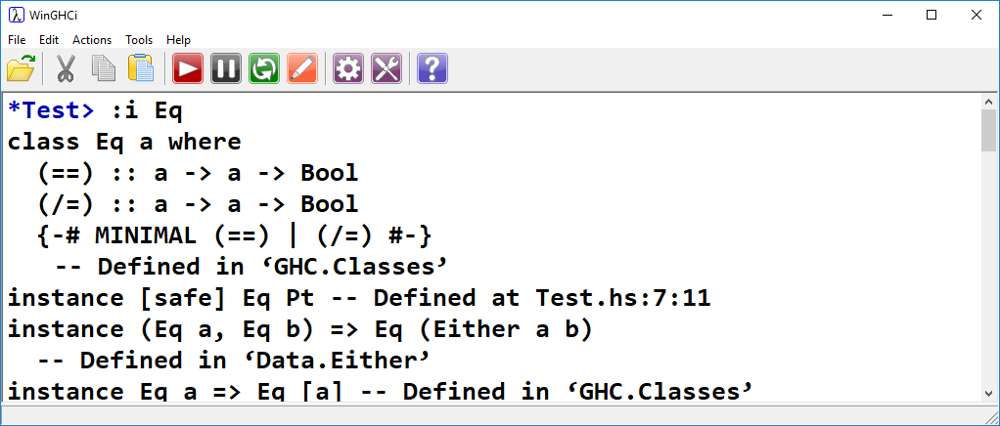 WinGHCi
File Edit Actions Tools Help
*Test> :i Eq
class Eq a where
  (==) :: a -> a -> Bool
  (/=) :: a -> a -> Bool
  {-# MINIMAL (==) | (/=) #-}
   -- Defined in ‘GHC.Classes’
instance [safe] Eq Pt -- Defined at Test.hs:7:11
instance (Eq a, Eq b) => Eq (Either a b)
  -- Defined in ‘Data.Either’
instance Eq a => Eq [a] -- Defined in ‘GHC.Classes’